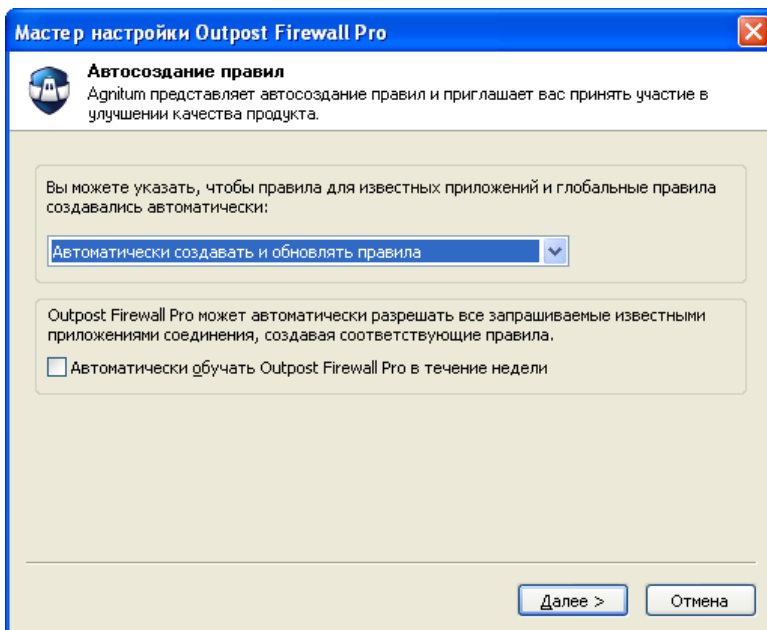 Мастер настройки Outpost Firewall Pro
Автосоздание правил
Agnitum представляет автосоздание правил и приглашает вас принять участие в
улучшении качества продукта.
Вы можете указать, чтобы правила для известных приложений и глобальные правила
создавались автоматически:
Автоматически создавать и обновлять правила
Outpost Firewall Pro может автоматически разрешать все запрашиваемые известными
приложениями соединения, создавая соответствующие правила.
Автоматически обучать Outpost Firewall Pro в течение недели
Далее >
Отмена